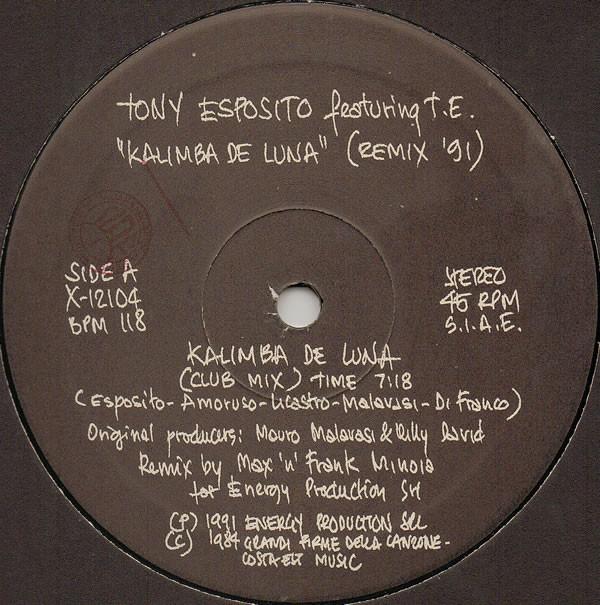 TONY ESPOSITO featuring T.E.
"KALIMBA DE LUNA" (REMIX '91)
SIDE A
X-12104
BPM 118
STEREO
45 RPM
S.I.A.E.
KALIMBA DE LUNA
(CLUB MIX) TIME 7:18
(Esposito-Amoruso-Licastro-Malavasi-Di Franco)
Original producers: Mauro Malavasi & Willy David
Remix by Max 'n' Frank Minoia
for Energy Production Srl
(P) 1991 ENERGY PRODUCITON SRL
(C) 1984 GRANDI FIRME DELLA CANZONE-
COSTA-EST MUSIC